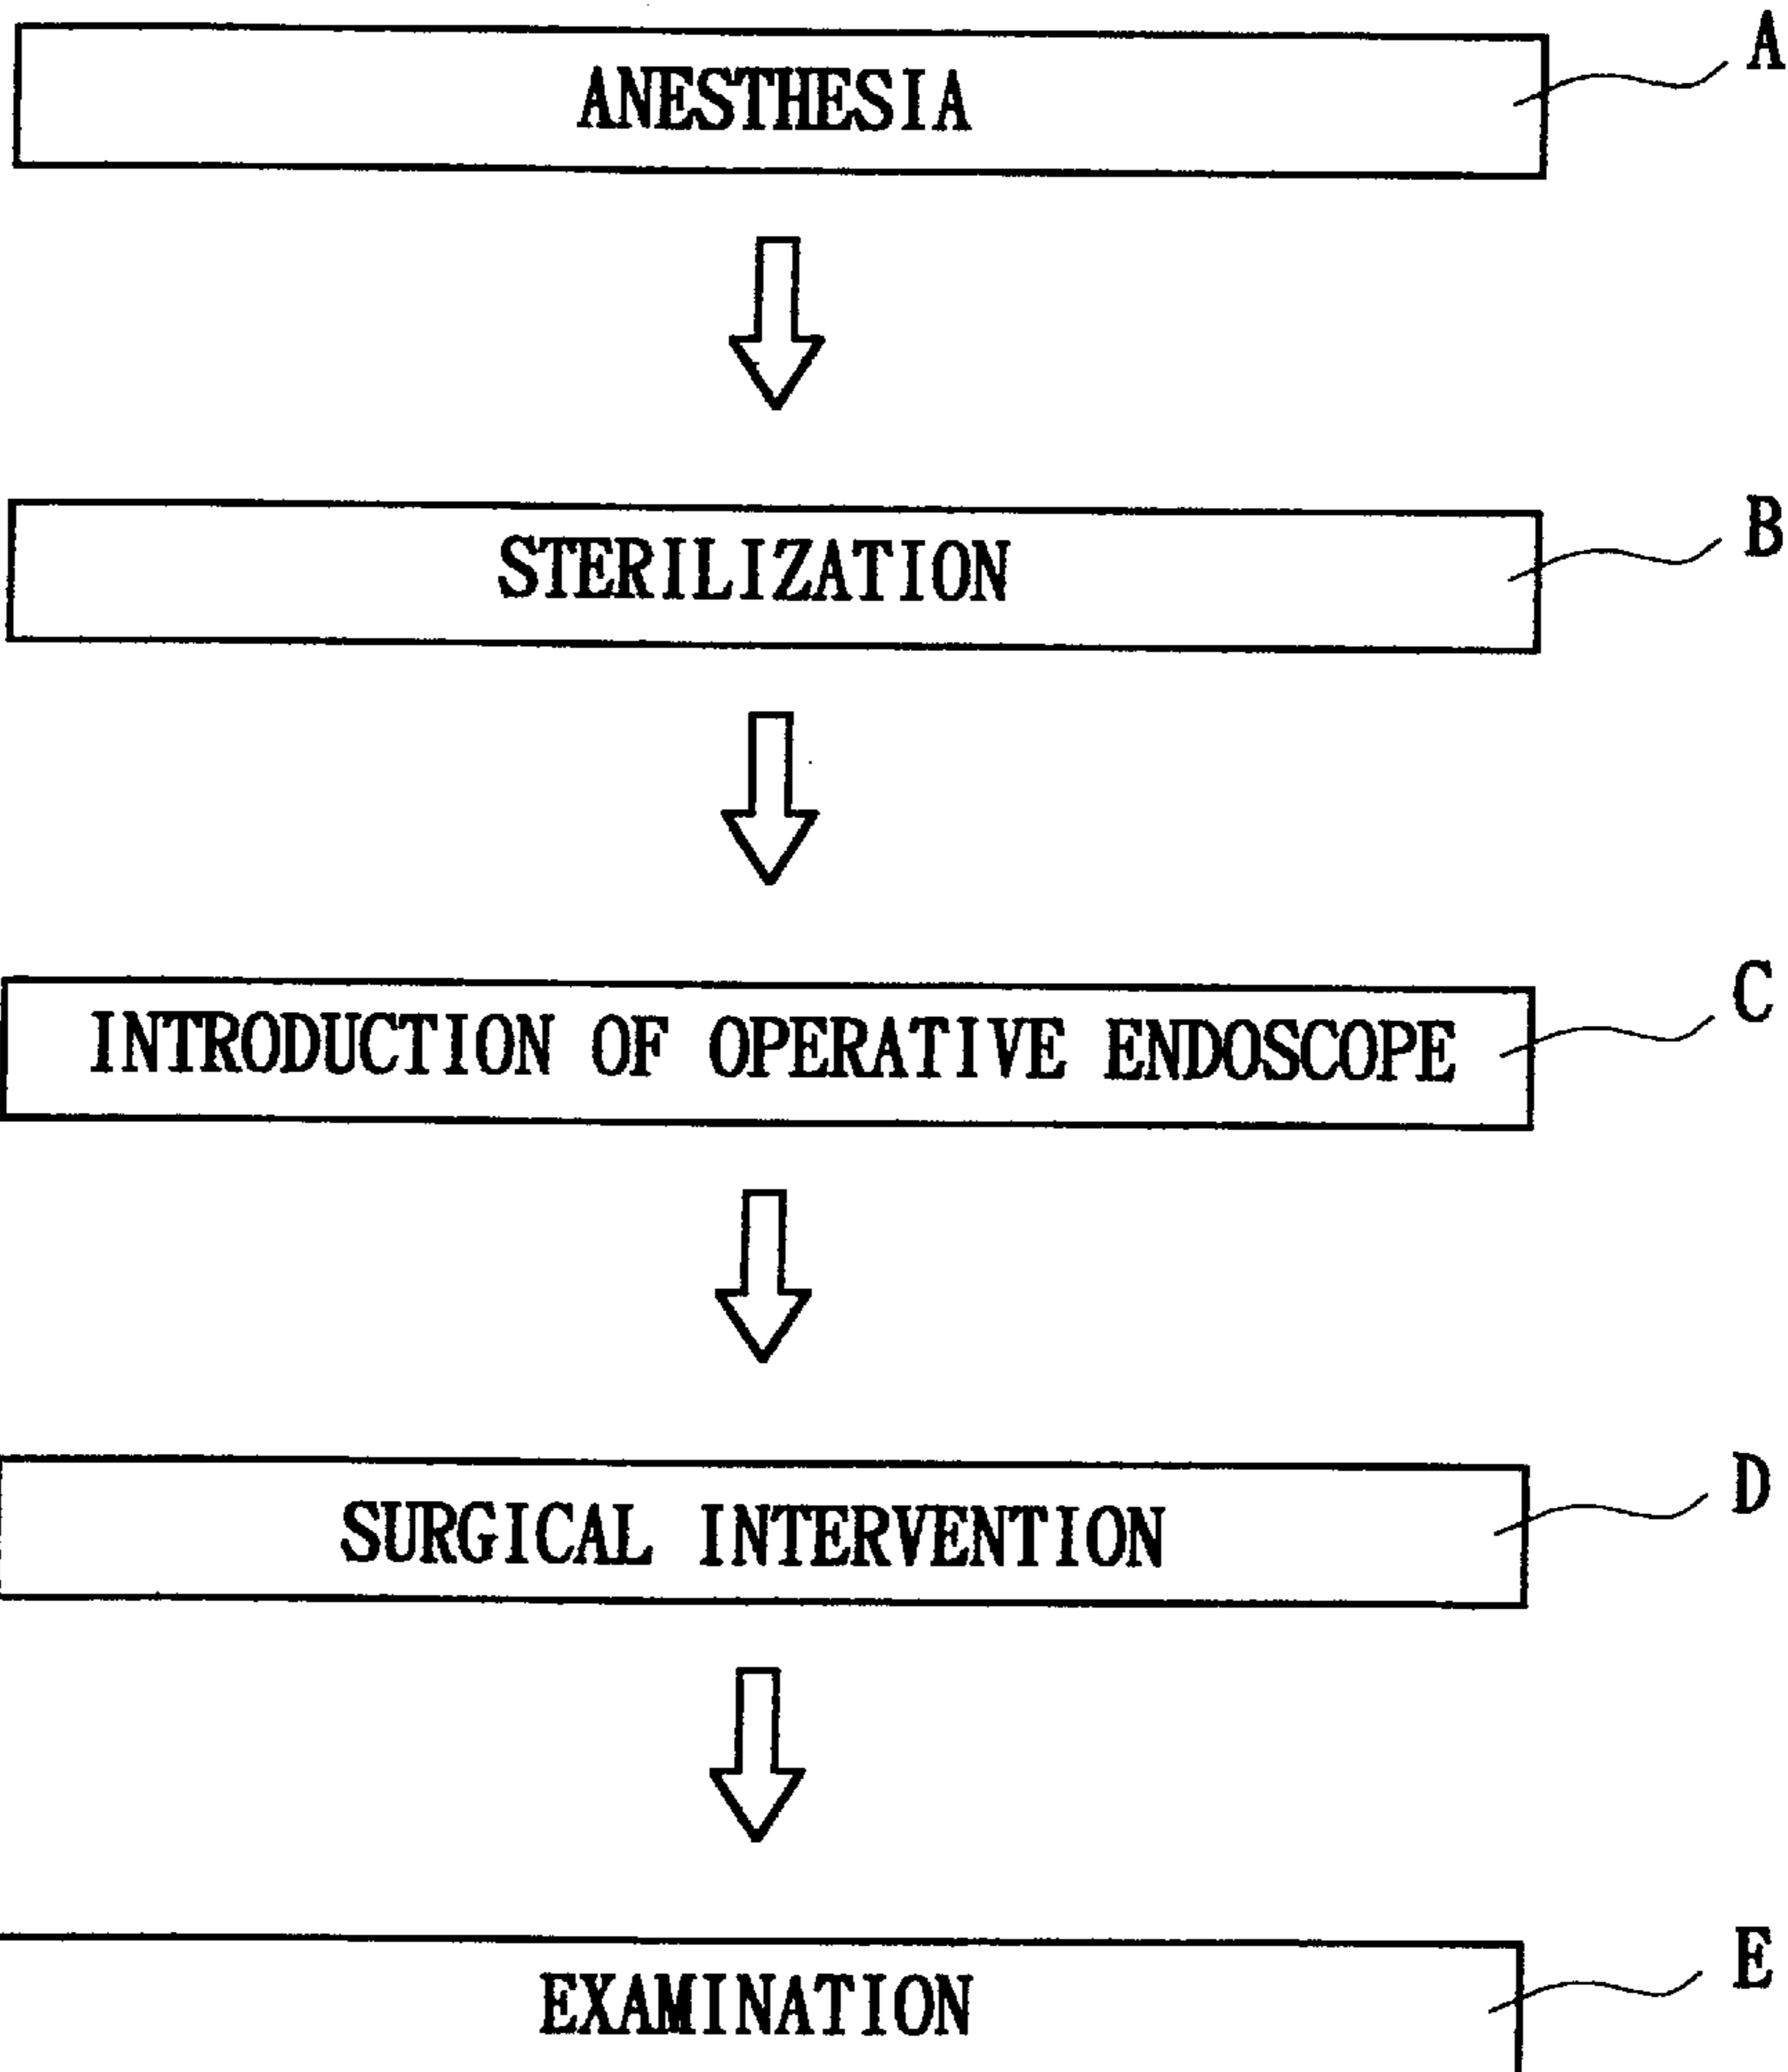 ANESTHESIA A
STERILIZATION B
INTRODUCTION OF OPERATIVE ENDOSCOPE C
SURGICAL INTERVENTION D
EXAMINATION E